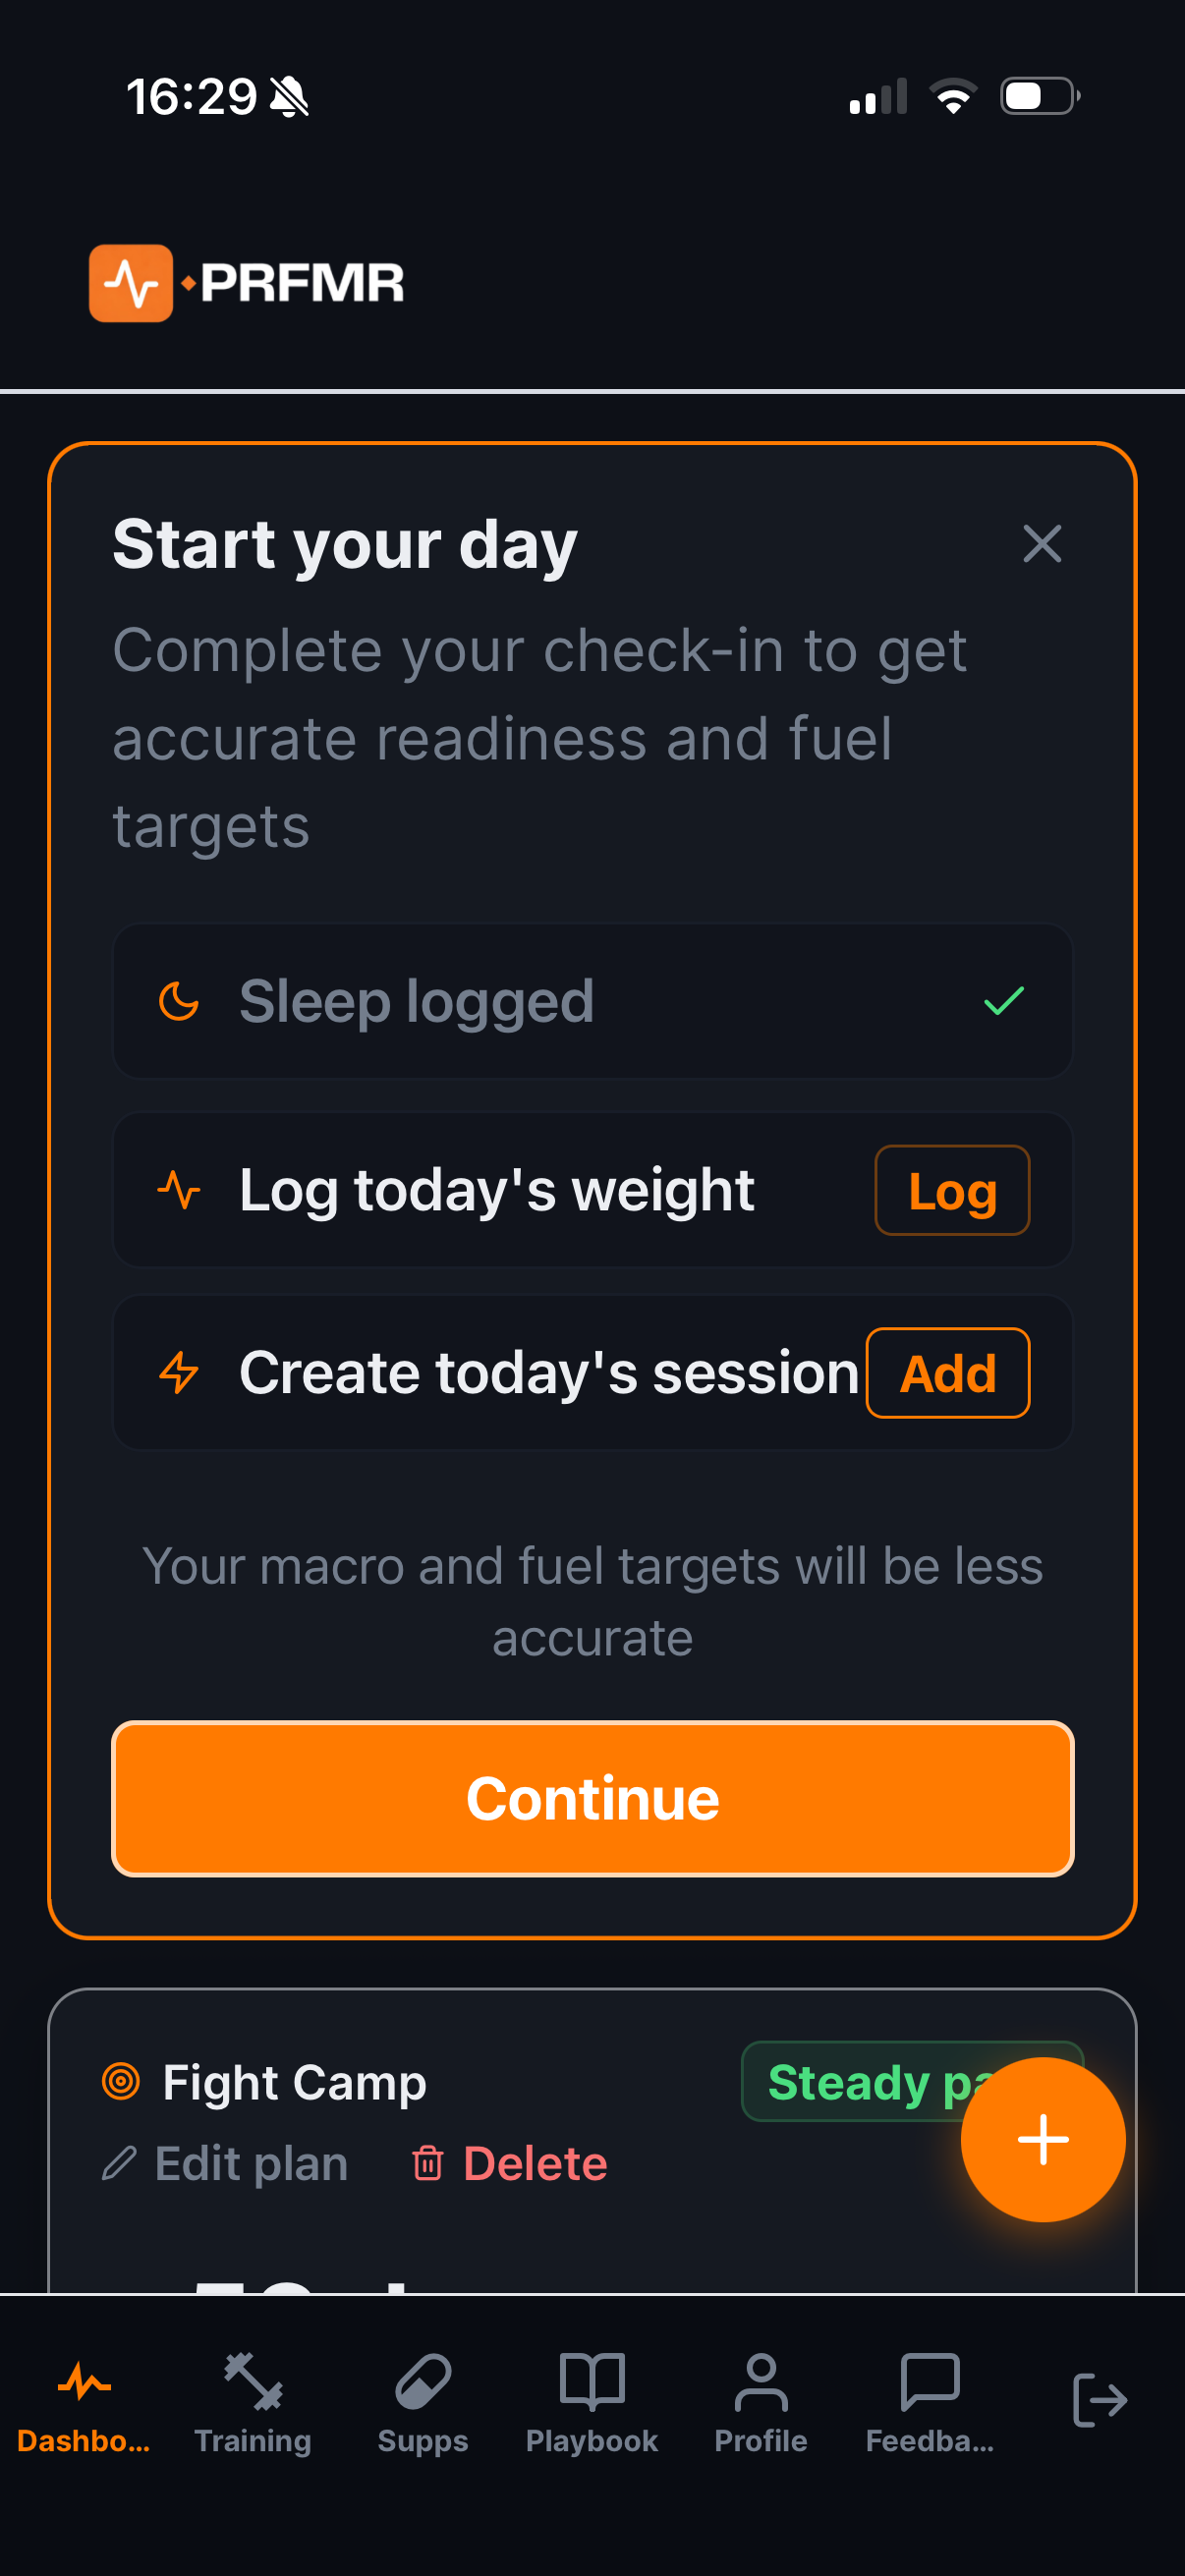 16:29
PRFMR
Start your day
Complete your check-in to get
accurate readiness and fuel
targets
Sleep logged
Log today's weight
Log
Create today's session
Add
Your macro and fuel targets will be less
accurate
Continue
Fight Camp
Steady
Edit plan
Delete
Dashbo...
Training
Supps
Playbook
Profile
Feedba...